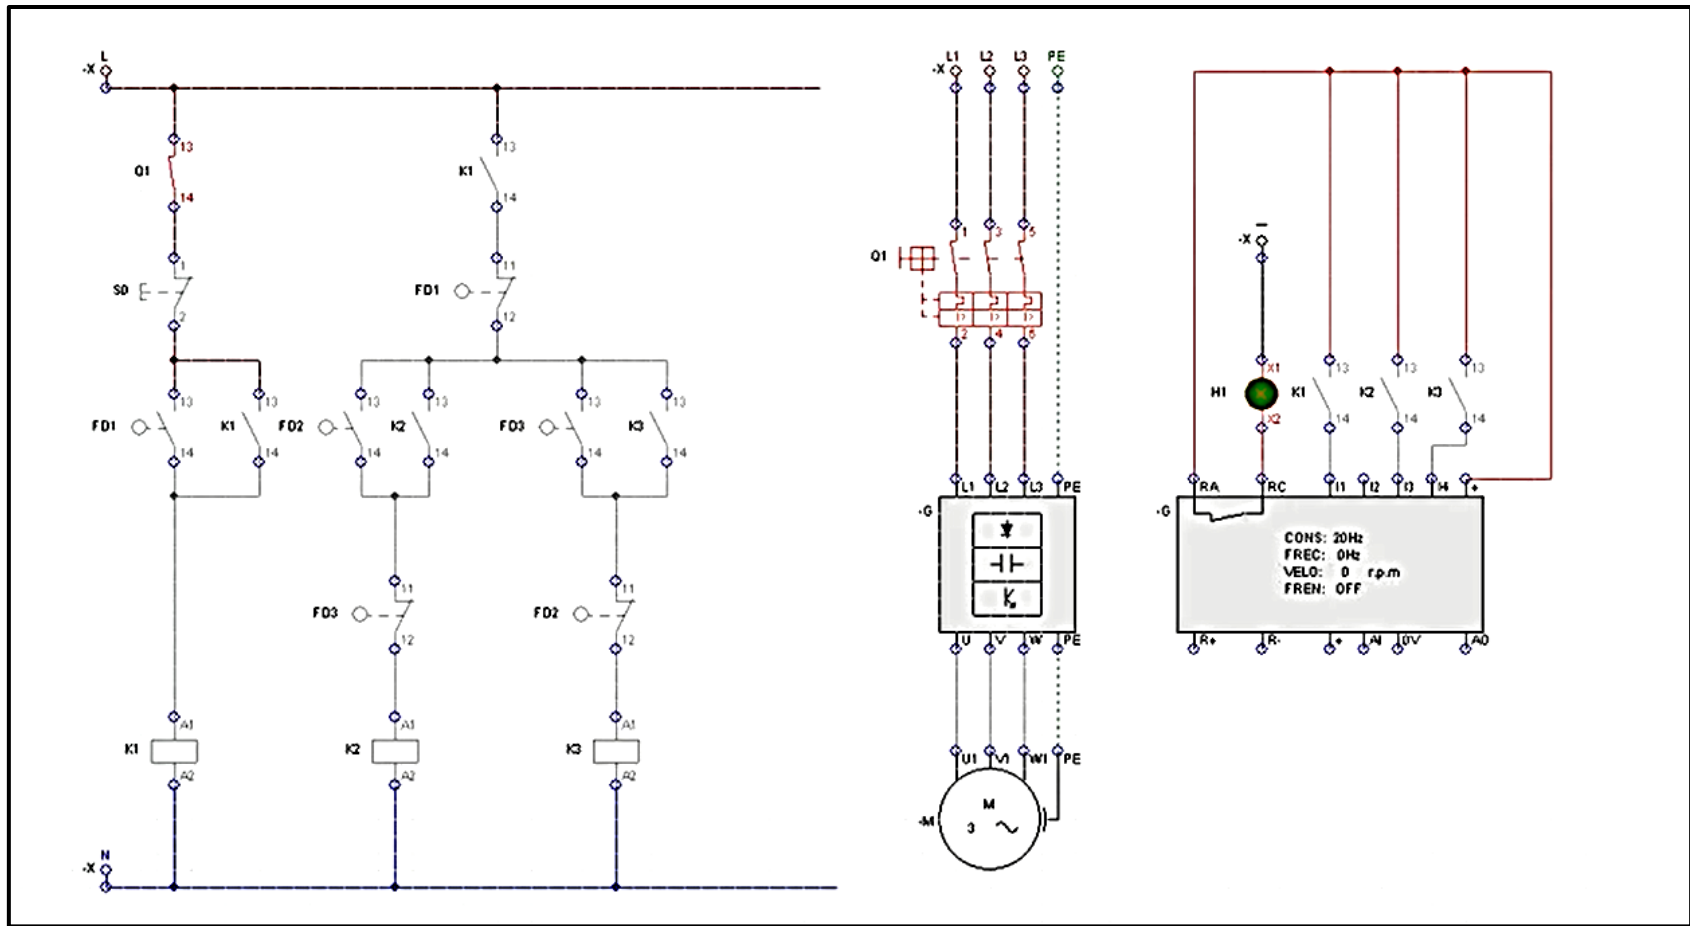 L
-X
13
Q1
14
1
S0
2
13
FD1
14
13
K1
14
A1
K1
A2
13
K1
14
11
FD1
12
13
FD2
14
13
K2
14
13
FD3
14
13
K3
14
11
FD3
12
11
FD2
12
A1
K2
A2
A1
K3
A2
N
-X
L1 L2 L3 PE
-X
1 3 5
Q1
I> I> I>
2 4 6
L1 L2 L3 PE
-G
U V W PE
U1 V1 W1 PE
-M
M
3
-
-X
X1
H1
X2
13
K1
14
13
K2
14
13
K3
14
RA RC I1 I2 I3 I4 +
-G
CONS: 20Hz
FREC: 0Hz
VELO: 0 r.p.m
FREN: OFF
R+ R- + AI 0V AO